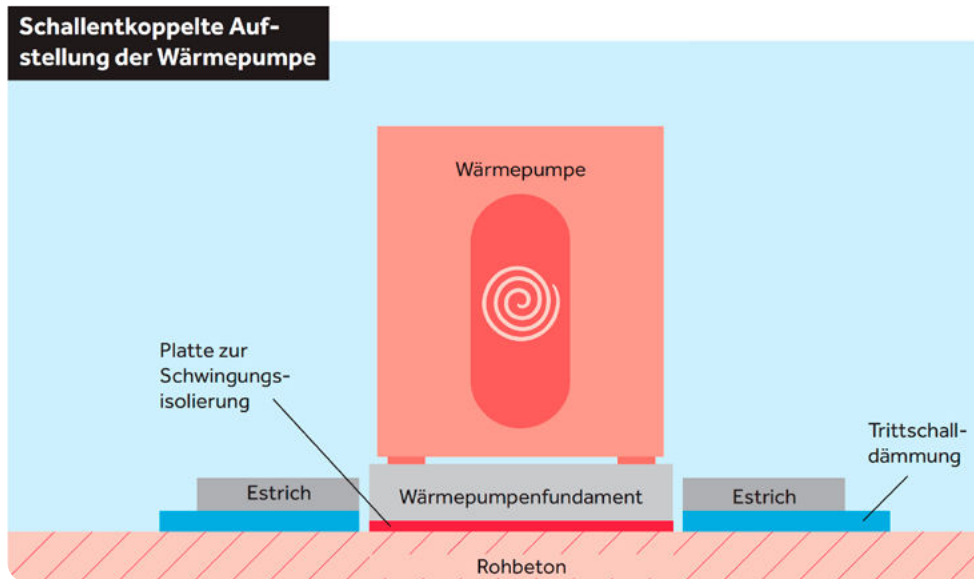 Schallentkoppelte Auf-
stellung der Wärmepumpe
Wärmepumpe
Platte zur
Schwingungs-
isolierung
Trittschall-
dämmung
Estrich
Wärmepumpenfundament
Estrich
Rohbeton